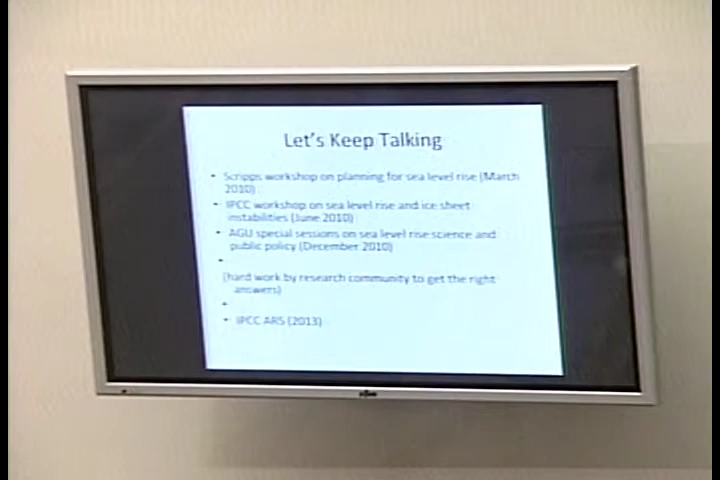 Let's Keep Talking
• Scripps workshop on planning for sea level rise (March
2010)
• IPCC workshop on sea level rise and ice sheet
instabilities (June 2010)
• AGU special sessions on sea level rise science and
public policy (December 2010)
•
(hard work by research community to get the right
answers)
•
• IPCC AR5 (2013)